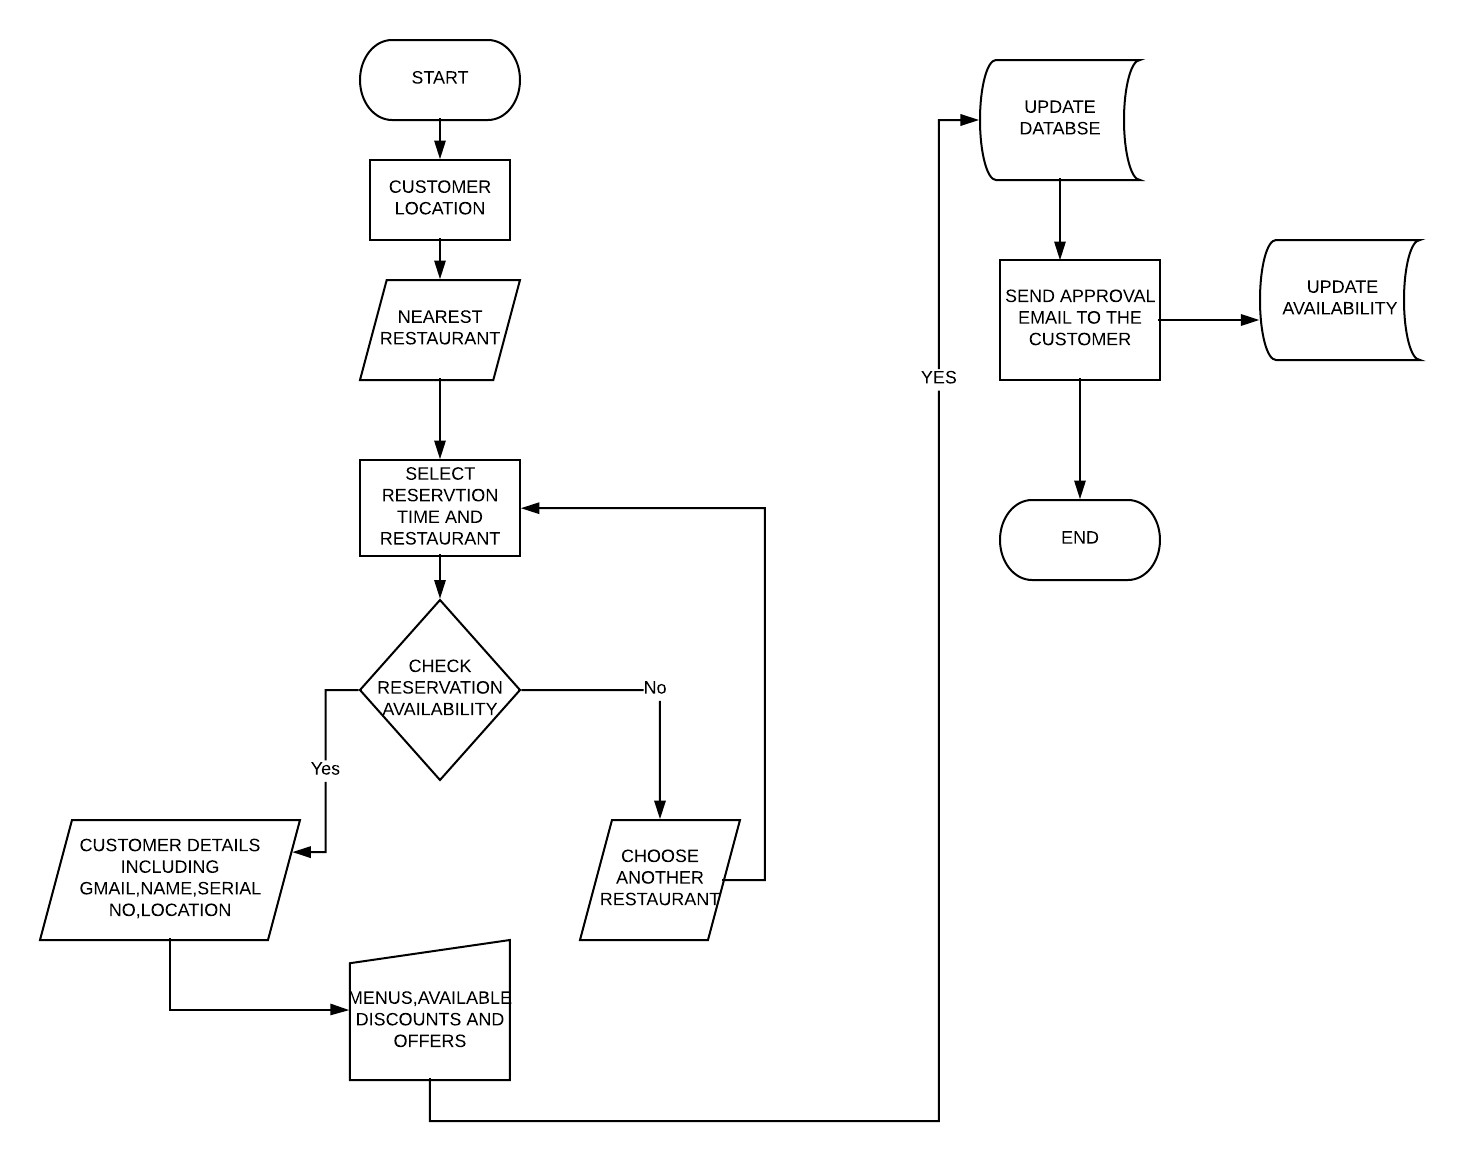 START
CUSTOMER
LOCATION
NEAREST
RESTAURANT
SELECT
RESERVTION
TIME AND
RESTAURANT
CHECK
RESERVATION
AVAILABILITY
No
Yes
CUSTOMER DETAILS
INCLUDING
GMAIL,NAME,SERIAL
NO,LOCATION
CHOOSE
ANOTHER
RESTAURANT
MENUS,AVAILABLE
DISCOUNTS AND
OFFERS
YES
UPDATE
DATABSE
SEND APPROVAL
EMAIL TO THE
CUSTOMER
UPDATE
AVAILABILITY
END